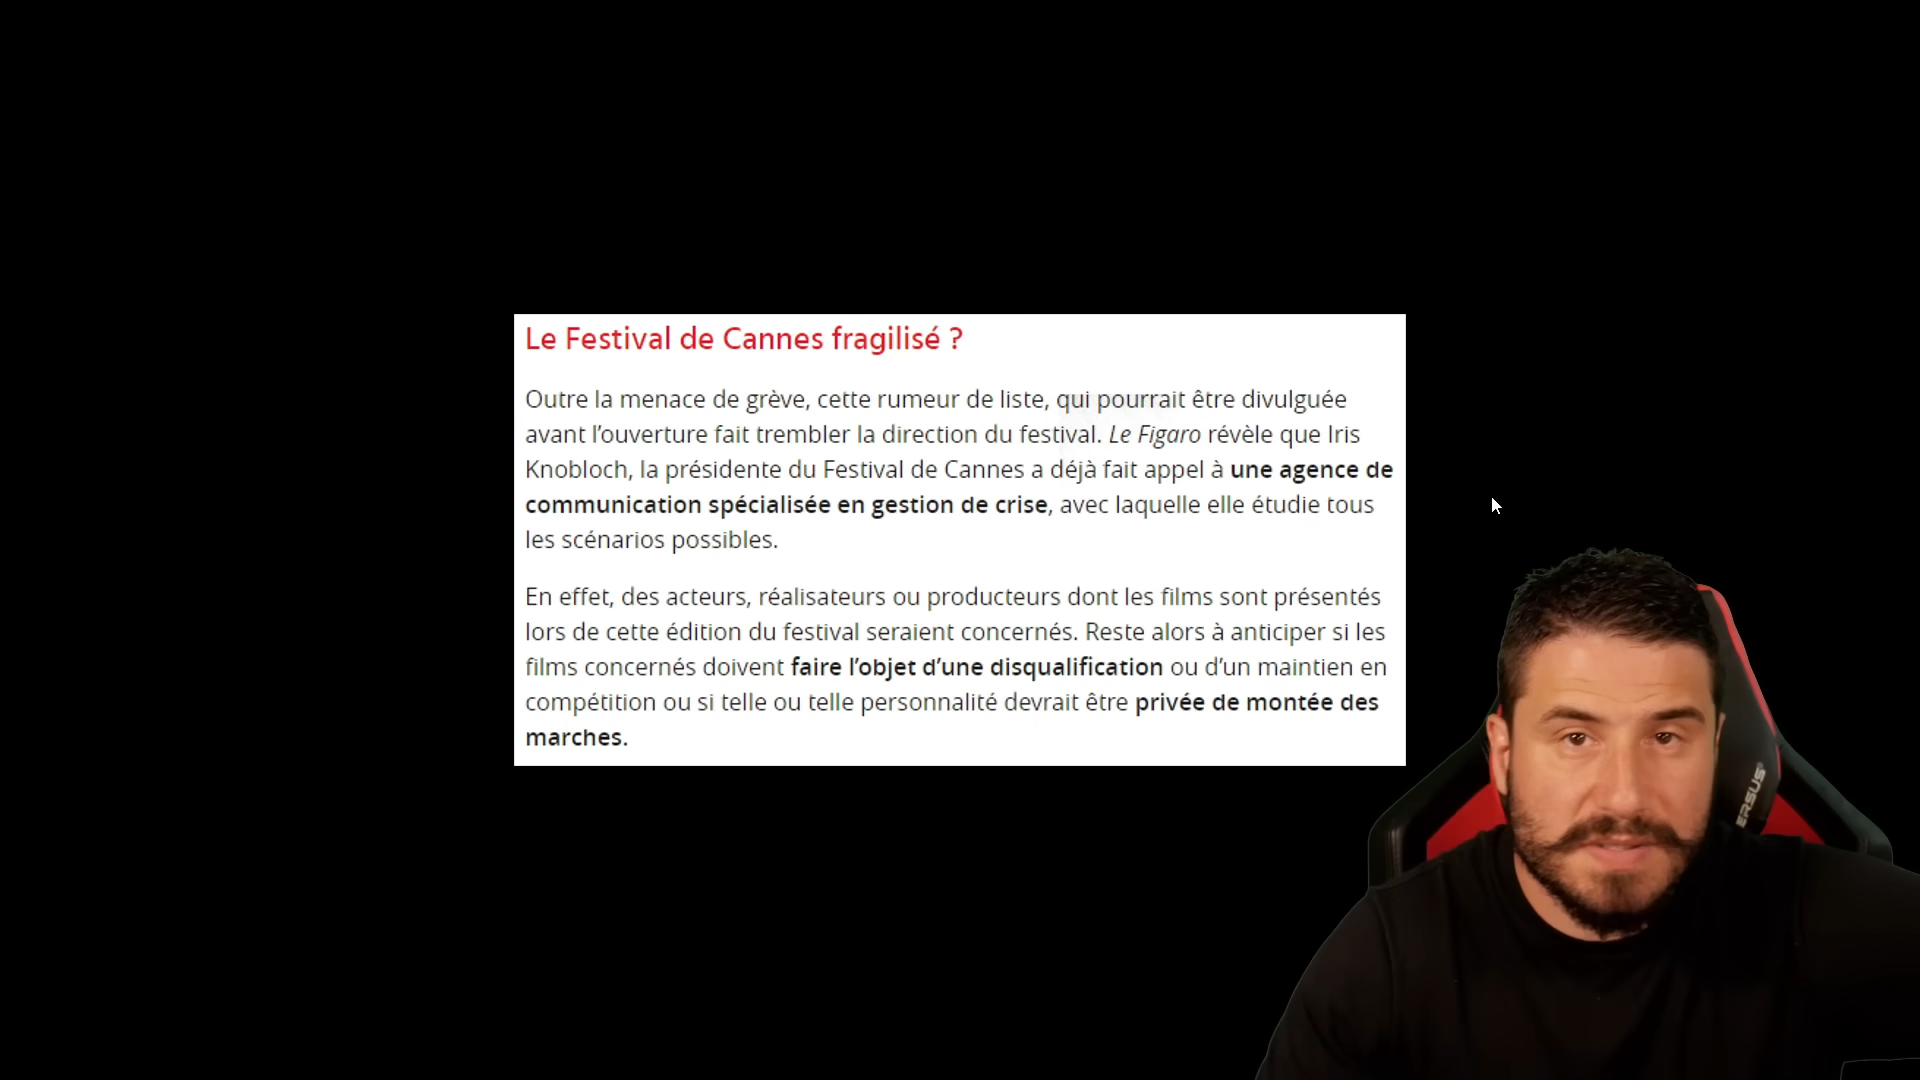 Le Festival de Cannes fragilisé ?
Outre la menace de grève, cette rumeur de liste, qui pourrait être divulguée
avant l’ouverture fait trembler la direction du festival. Le Figaro révèle que Iris
Knobloch, la présidente du Festival de Cannes a déjà fait appel à une agence de
communication spécialisée en gestion de crise, avec laquelle elle étudie tous
les scénarios possibles.
En effet, des acteurs, réalisateurs ou producteurs dont les films sont présentés
lors de cette édition du festival seraient concernés. Reste alors à anticiper si les
films concernés doivent faire l’objet d’une disqualification ou d’un maintien en
compétition ou si telle ou telle personnalité devrait être privée de montée des
marches.
ERSUS